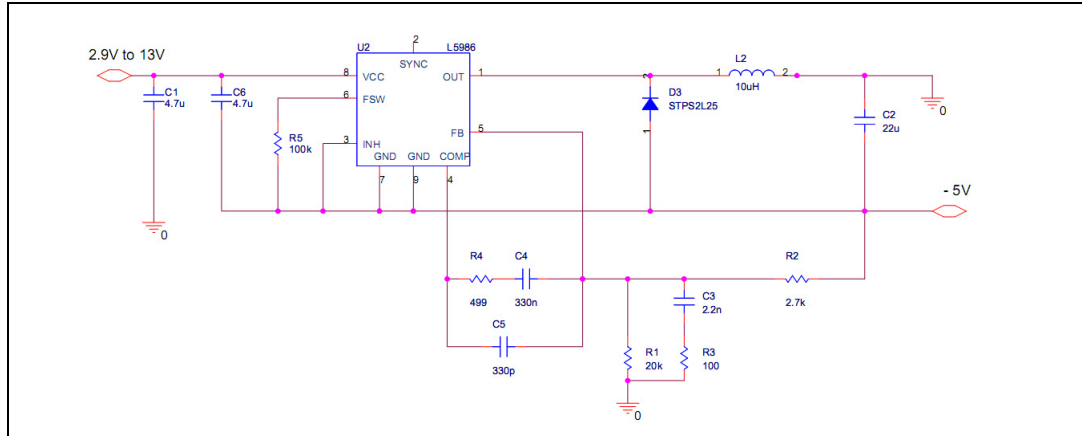 2.9V to 13V
C1
4.7u
0
C6
4.7u
R5
100k
U2
L5986
2
SYNC
8
VCC
OUT
1
6
FSW
FB
5
3
INH
GND
GND
COMP
7
9
4
D3
STPS2L25
2
1
L2
1
2
10uH
C2
22u
0
- 5V
R4
499
C4
330n
C5
330p
R2
2.7k
C3
2.2n
R1
20k
R3
100
0